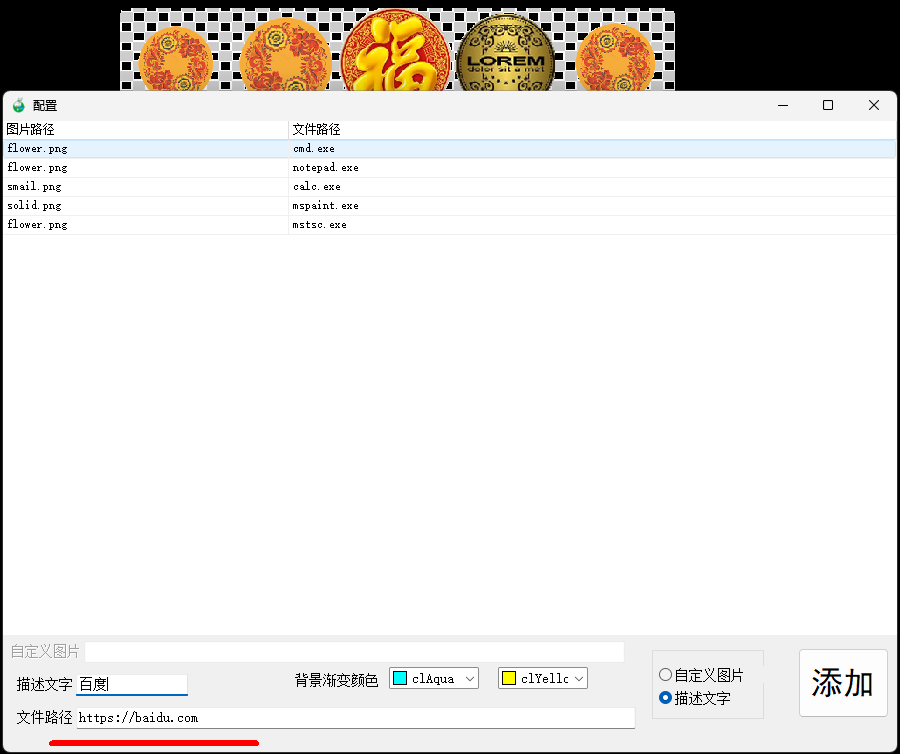 福
LOREM
dolor sit a met
配置
图片路径 文件路径
flower.png cmd.exe
flower.png notepad.exe
smail.png calc.exe
solid.png mspaint.exe
flower.png mstsc.exe
自定义图片
描述文字 百度 背景渐变颜色 clAqua clYello
自定义图片
描述文字
添加
文件路径 https://baidu.com